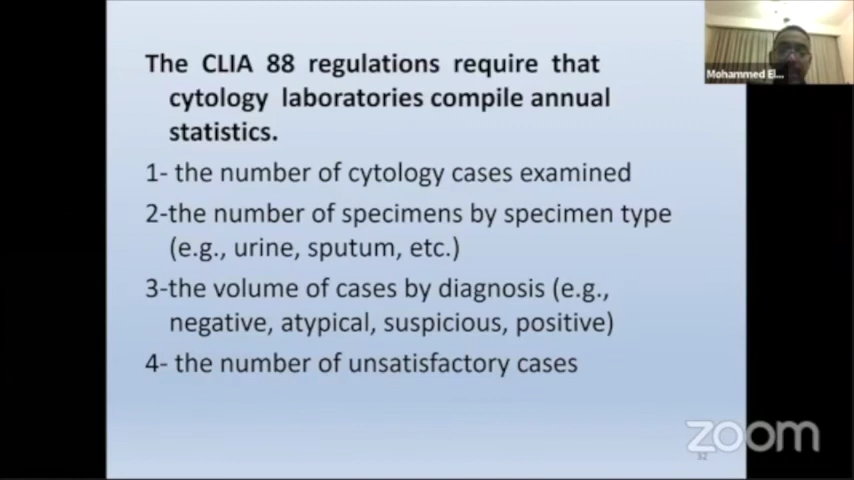 The CLIA 88 regulations require that
cytology laboratories compile annual
statistics.
1- the number of cytology cases examined
2-the number of specimens by specimen type
(e.g., urine, sputum, etc.)
3-the volume of cases by diagnosis (e.g.,
negative, atypical, suspicious, positive)
4- the number of unsatisfactory cases
Mohammed El...
zoom
32